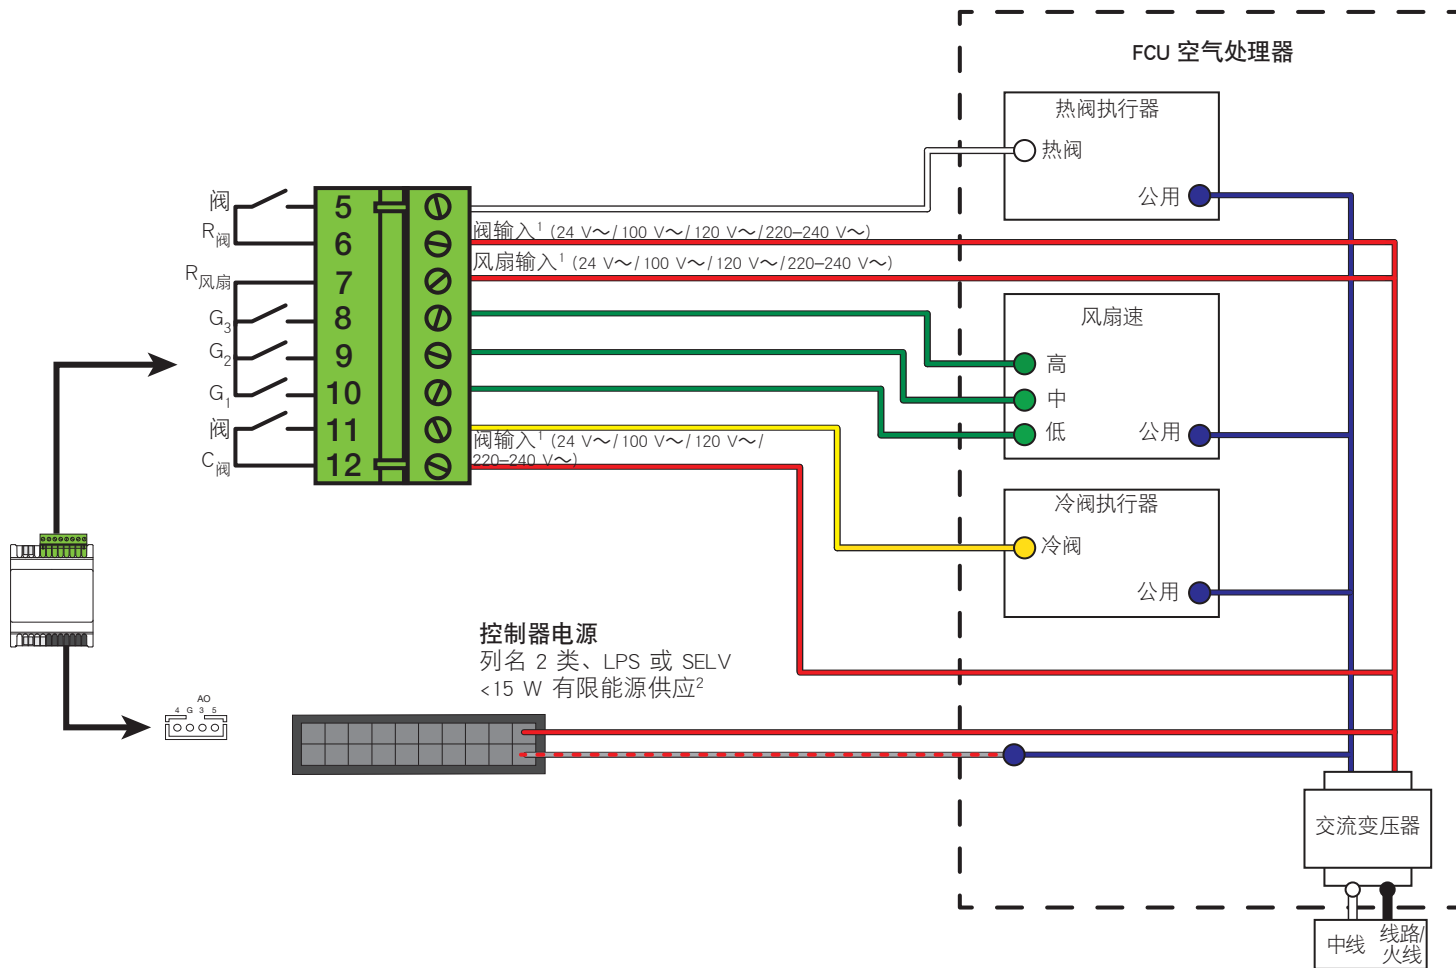 FCU 空气处理器
热阀执行器
热阀
公用
阀
5
R阀
6
阀输入¹ (24 V～/100 V～/120 V～/220–240 V～)
R风扇
7
风扇输入¹ (24 V～/100 V～/120 V～/220–240 V～)
G₃
8
G₂
9
G₁
10
阀
11
C阀
12
阀输入¹ (24 V～/100 V～/120 V～/
220–240 V～)
风扇速
高
中
低
公用
冷阀执行器
冷阀
公用
控制器电源
列名 2 类、LPS 或 SELV
<15 W 有限能源供应²
AO
4 G 3 5
交流变压器
中线
线路/
火线